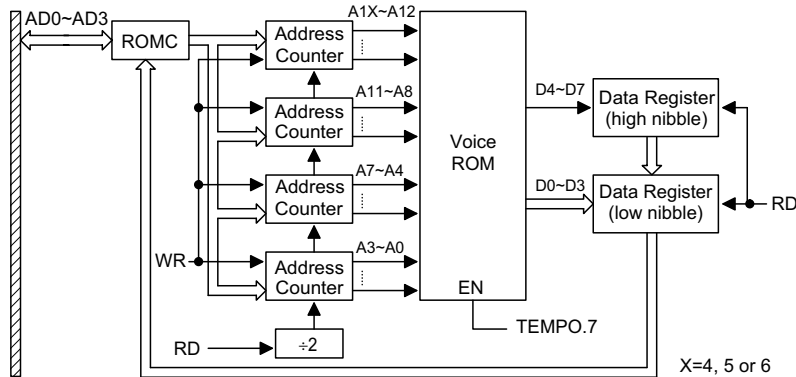 AD0~AD3
ROMC
Address
Counter
A1X~A12
Address
Counter
A11~A8
Address
Counter
A7~A4
Address
Counter
A3~A0
WR
RD
÷2
Voice
ROM
EN
TEMPO.7
D4~D7
D0~D3
Data Register
(high nibble)
Data Register
(low nibble)
RD
X=4, 5 or 6